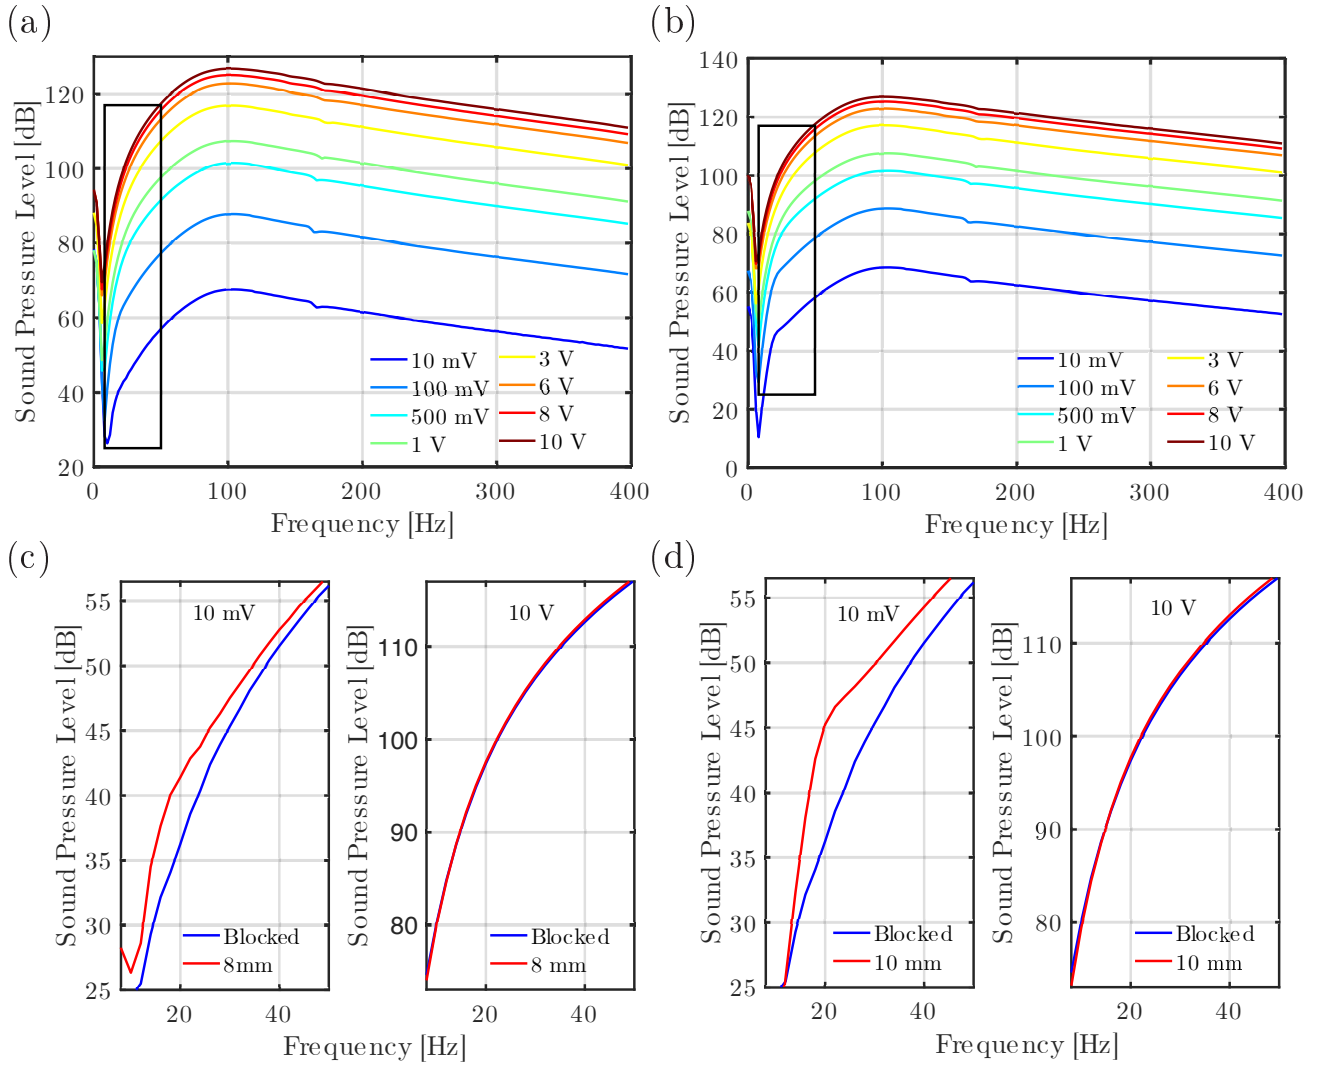 (a)
Sound Pressure Level [dB]
120
100
80
60
40
20
0
100
200
300
400
Frequency [Hz]
10 mV
100 mV
500 mV
1 V
3 V
6 V
8 V
10 V
(b)
Sound Pressure Level [dB]
140
120
100
80
60
40
20
0
0
100
200
300
400
Frequency [Hz]
10 mV
100 mV
500 mV
1 V
3 V
6 V
8 V
10 V
(c)
Sound Pressure Level [dB]
55
50
45
40
35
30
25
20
40
10 mV
Blocked
8mm
Sound Pressure Level [dB]
110
100
90
80
20
40
10 V
Blocked
8 mm
Frequency [Hz]
(d)
Sound Pressure Level [dB]
55
50
45
40
35
30
25
20
40
10 mV
Blocked
10 mm
Sound Pressure Level [dB]
110
100
90
80
20
40
10 V
Blocked
10 mm
Frequency [Hz]